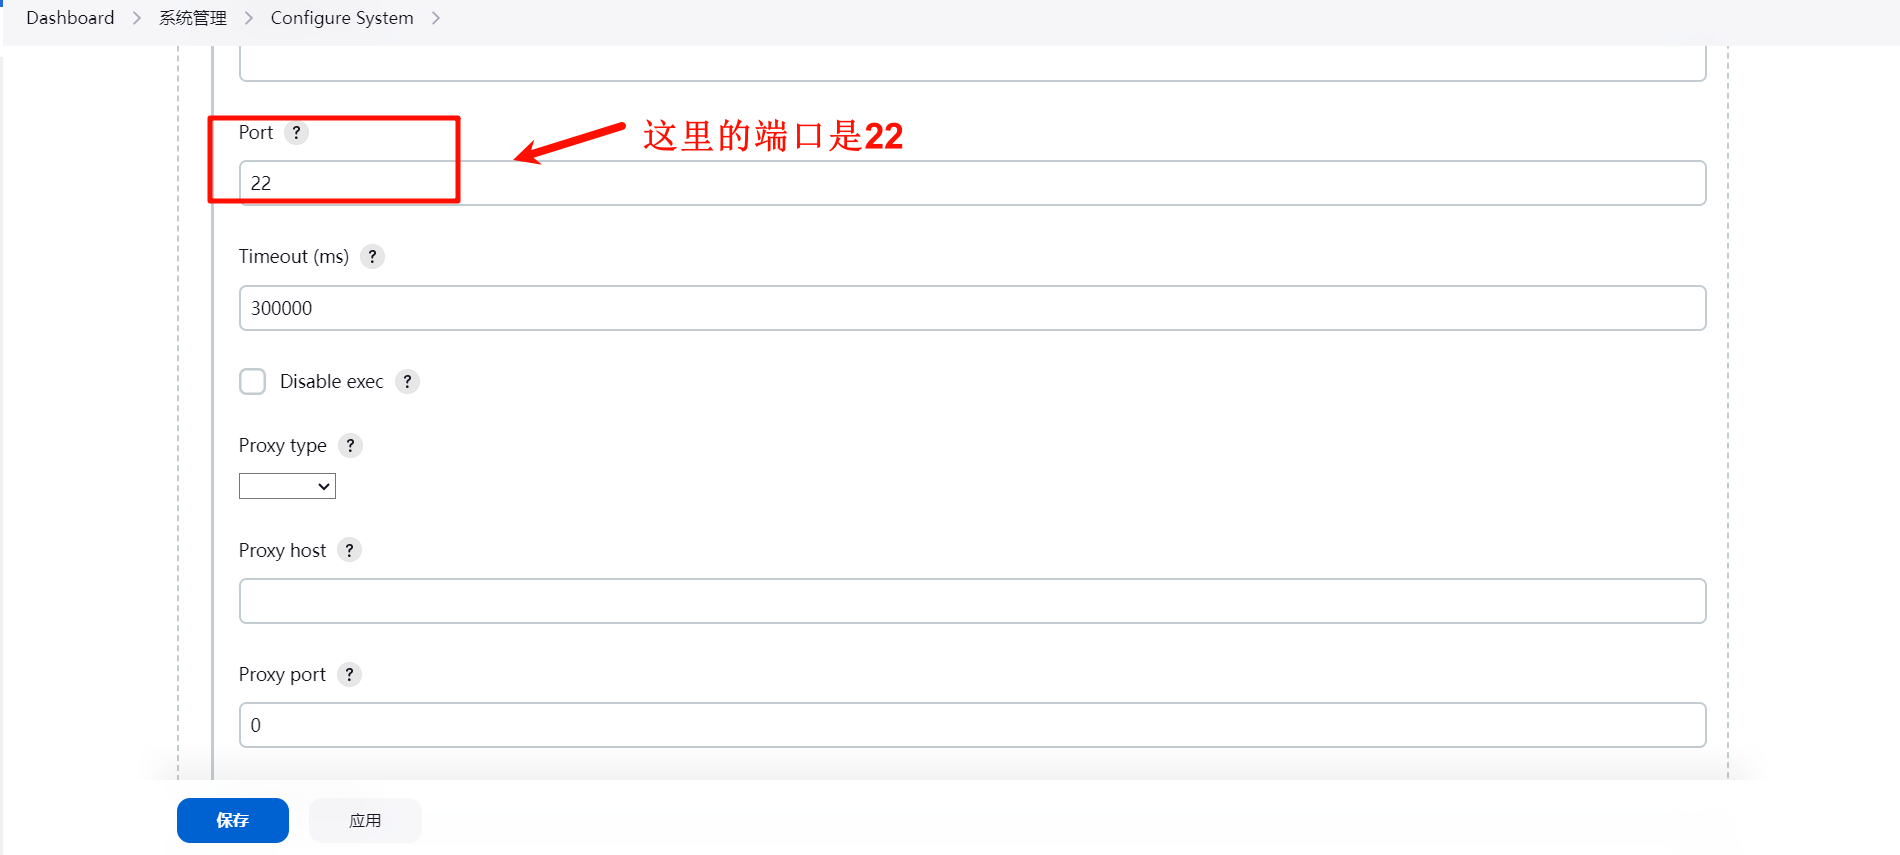 Dashboard > 系统管理 > Configure System >
Port ?
这里的端口是22
22
Timeout (ms) ?
300000
Disable exec ?
Proxy type ?
Proxy host ?
Proxy port ?
0
保存 应用